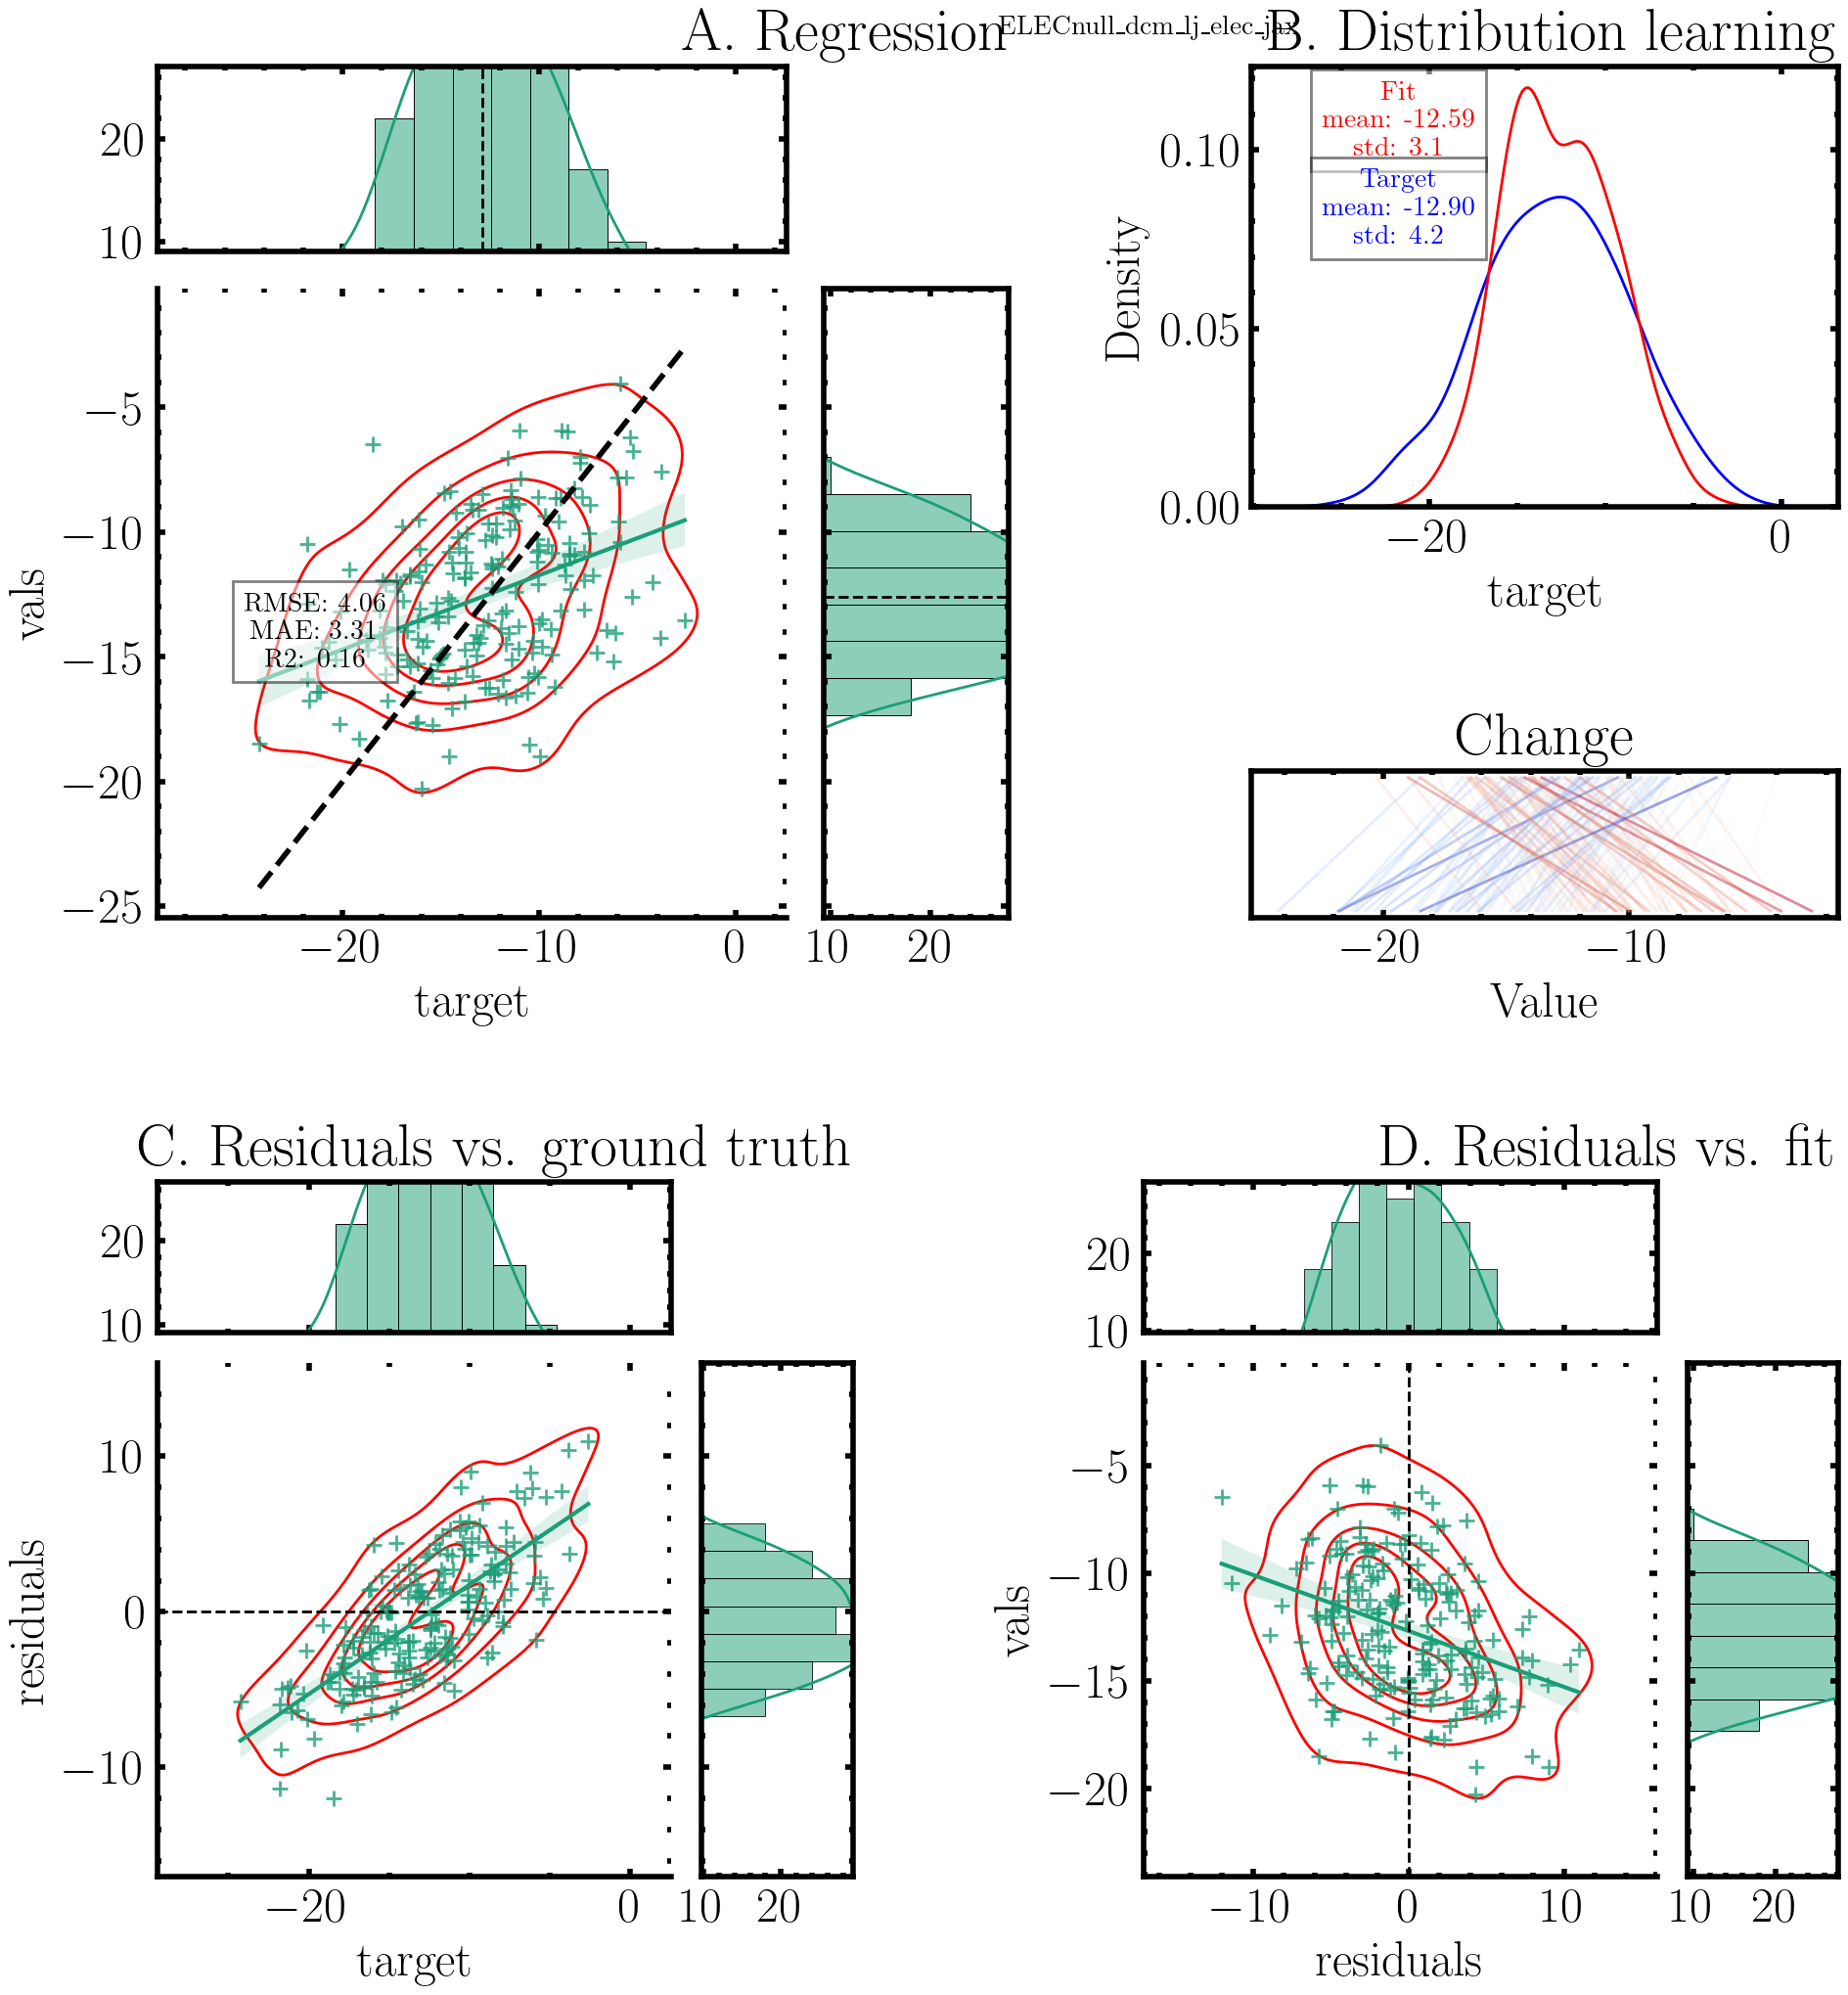 A. Regression
ELECnull_dcm_lj_elec_jax
B. Distribution learning
20
10
vals
−5
−10
−15
−20
−25
RMSE: 4.06
MAE: 3.31
R2: 0.16
−20
−10
0
target
10
20
Density
0.10
0.05
0.00
Fit
mean: -12.59
std: 3.1
Target
mean: -12.90
std: 4.2
−20
0
target
Change
−20
−10
Value
C. Residuals vs. ground truth
20
10
residuals
10
0
−10
−20
0
target
10
20
D. Residuals vs. fit
20
10
vals
−5
−10
−15
−20
−10
0
10
residuals
10
20